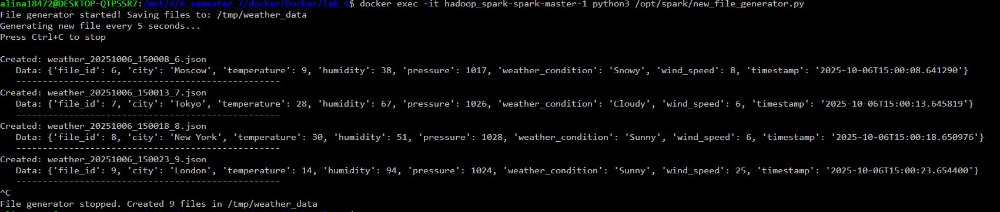 alina18472@DESKTOP-QTPSSR7:/mnt/d/A_semester_7/docker/Docker/lab_4$ docker exec -it hadoop_spark-spark-master-1 python3 /opt/spark/new_file_generator.py
File generator started! Saving files to: /tmp/weather_data
Generating new file every 5 seconds...
Press Ctrl+C to stop
Created: weather_20251006_150008_6.json
Data: {'file_id': 6, 'city': 'Moscow', 'temperature': 9, 'humidity': 38, 'pressure': 1017, 'weather_condition': 'Snowy', 'wind_speed': 8, 'timestamp': '2025-10-06T15:00:08.641290'}
--------------------------------------------------
Created: weather_20251006_150013_7.json
Data: {'file_id': 7, 'city': 'Tokyo', 'temperature': 28, 'humidity': 67, 'pressure': 1026, 'weather_condition': 'Cloudy', 'wind_speed': 6, 'timestamp': '2025-10-06T15:00:13.645819'}
--------------------------------------------------
Created: weather_20251006_150018_8.json
Data: {'file_id': 8, 'city': 'New York', 'temperature': 30, 'humidity': 51, 'pressure': 1028, 'weather_condition': 'Sunny', 'wind_speed': 6, 'timestamp': '2025-10-06T15:00:18.650976'}
--------------------------------------------------
Created: weather_20251006_150023_9.json
Data: {'file_id': 9, 'city': 'London', 'temperature': 14, 'humidity': 94, 'pressure': 1024, 'weather_condition': 'Sunny', 'wind_speed': 25, 'timestamp': '2025-10-06T15:00:23.654400'}
--------------------------------------------------
^C
File generator stopped. Created 9 files in /tmp/weather_data